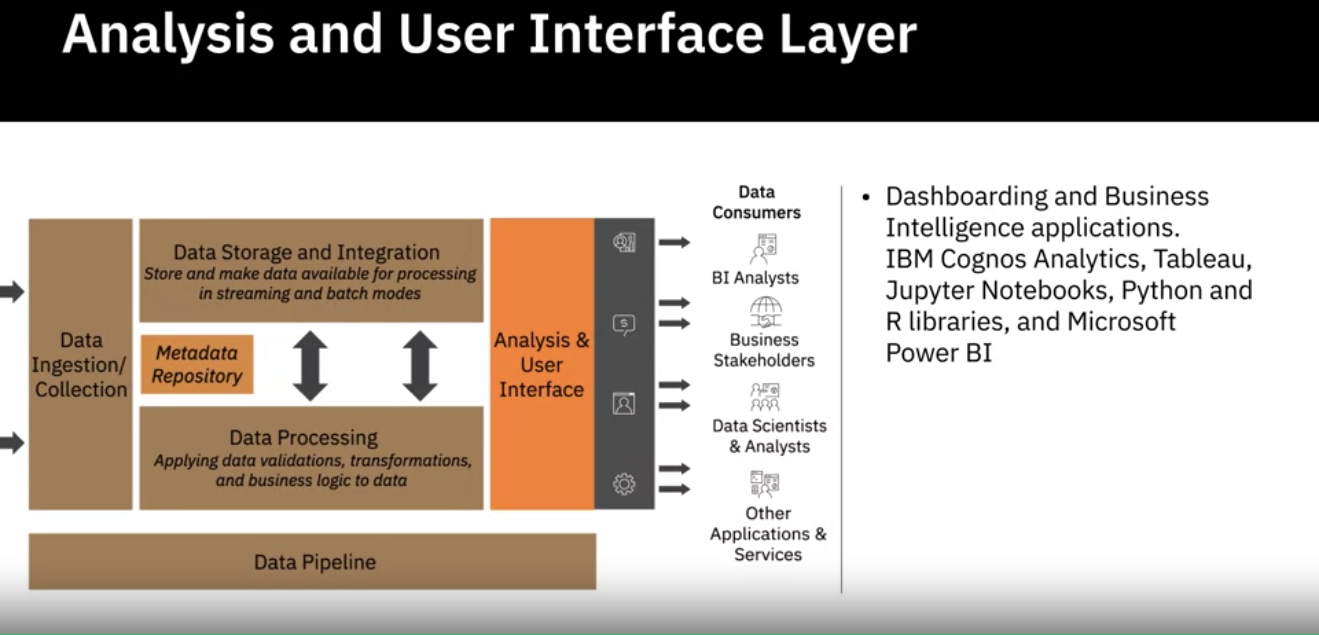 Analysis and User Interface Layer
Data Ingestion/
Collection
Data Storage and Integration
Store and make data available for processing
in streaming and batch modes
Metadata
Repository
Data Processing
Applying data validations, transformations,
and business logic to data
Analysis &
User
Interface
Data Pipeline
Data
Consumers
BI Analysts
Business
Stakeholders
Data Scientists
& Analysts
Other
Applications &
Services
• Dashboarding and Business
Intelligence applications.
IBM Cognos Analytics, Tableau,
Jupyter Notebooks, Python and
R libraries, and Microsoft
Power BI